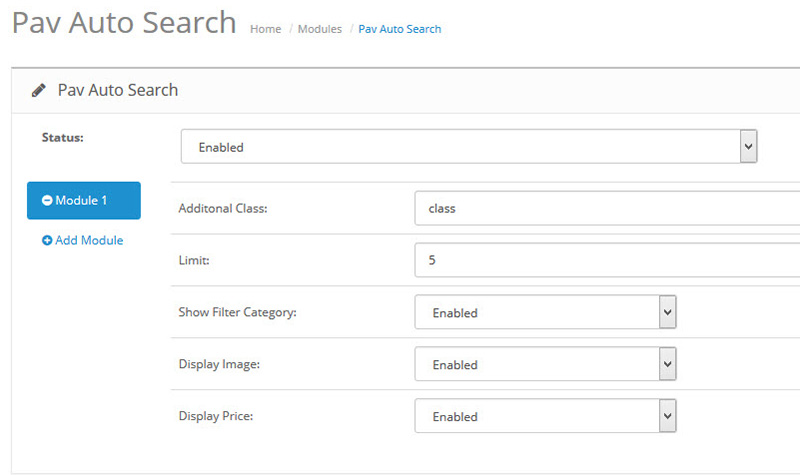 Pav Auto Search Home / Modules / Pav Auto Search
Pav Auto Search
Status:
Enabled
Module 1
Add Module
Additonal Class:
class
Limit:
5
Show Filter Category:
Enabled
Display Image:
Enabled
Display Price:
Enabled